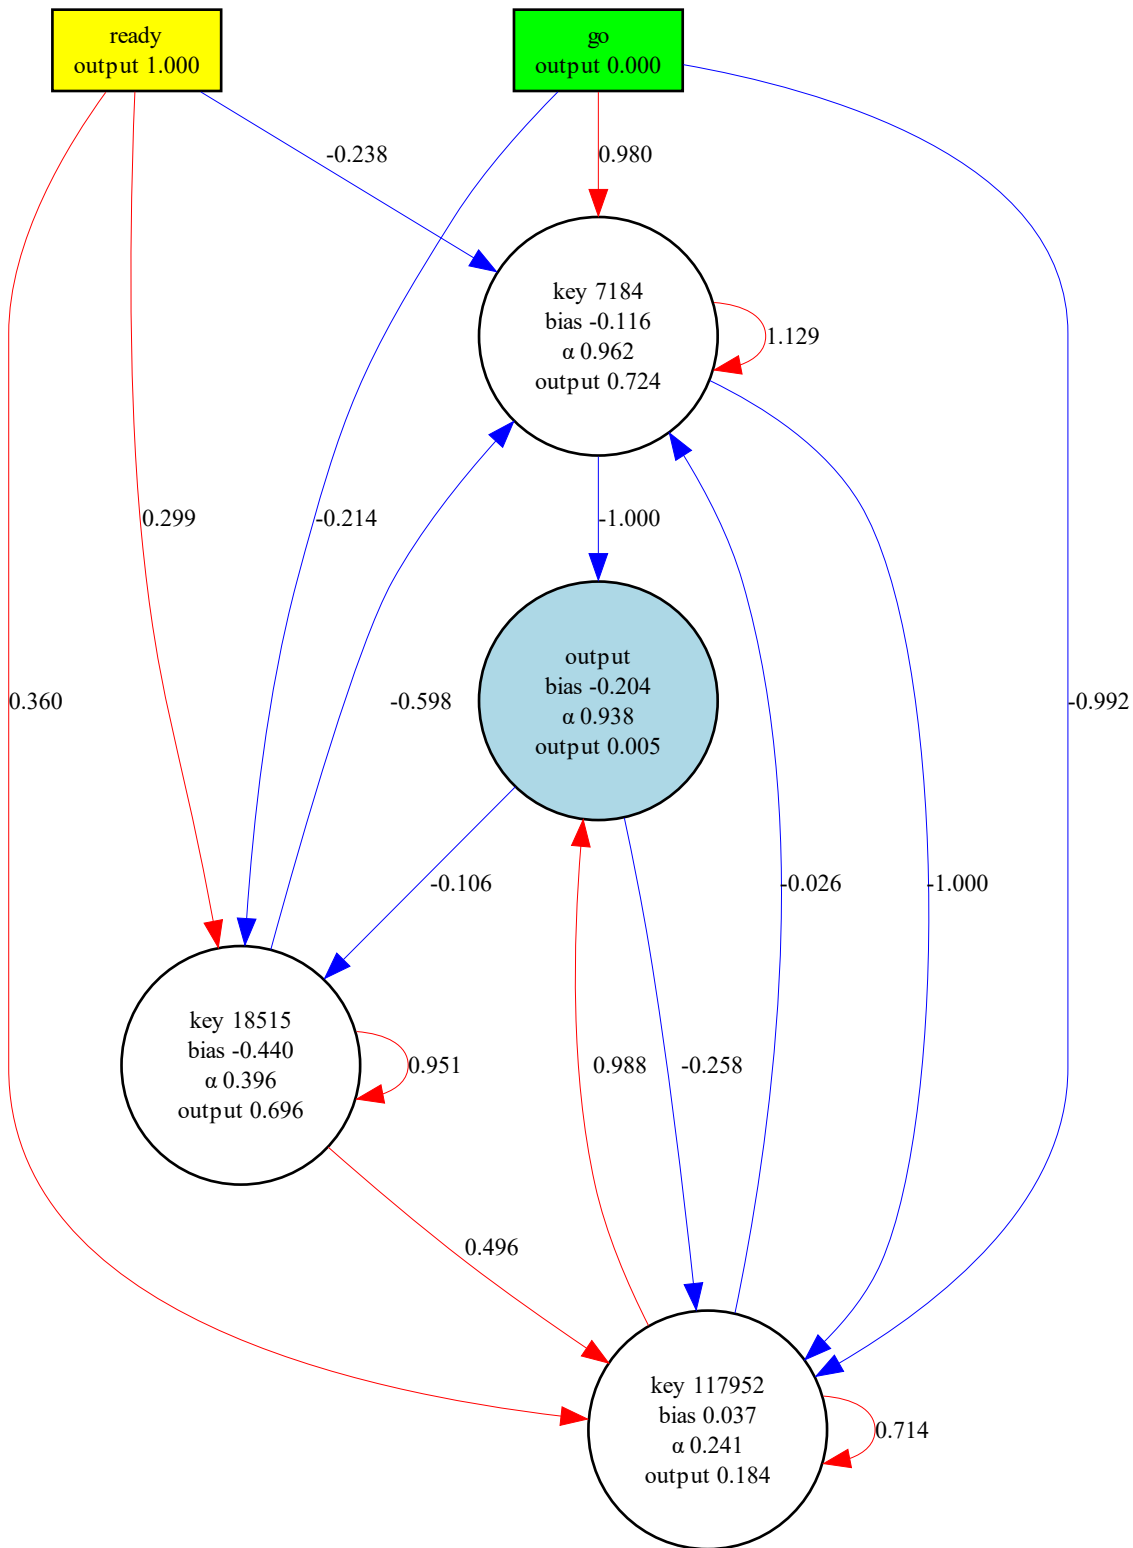 ready
output 1.000
go
output 0.000
-0.238
0.980
key 7184
bias -0.116
α 0.962
output 0.724
1.129
0.299
-0.214
-1.000
output
bias -0.204
α 0.938
output 0.005
0.360
-0.598
-0.992
-0.106
-0.026
-1.000
key 18515
bias -0.440
α 0.396
output 0.696
0.951
0.988
-0.258
0.496
key 117952
bias 0.037
α 0.241
output 0.184
0.714